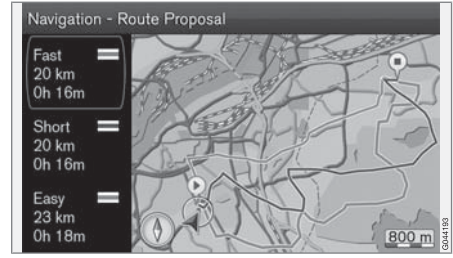 Navigation - Route Proposal
Fast
20 km
0h 16m
Short
20 km
0h 16m
Easy
23 km
0h 18m
800 m
G044193